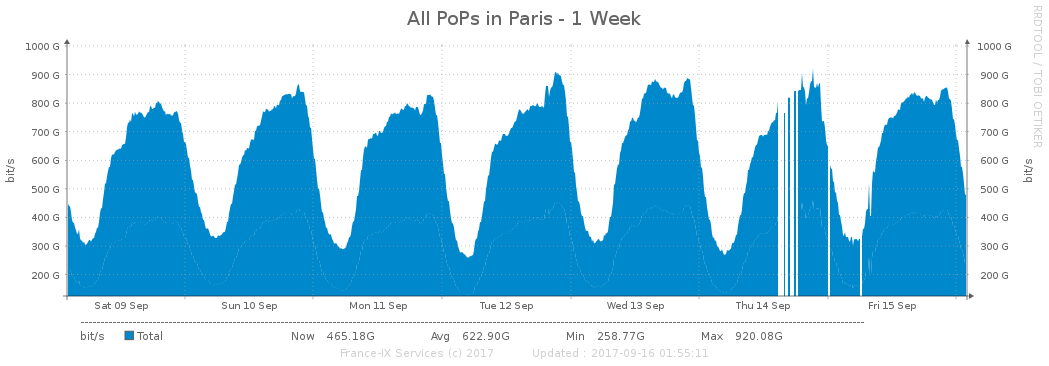 All PoPs in Paris - 1 Week
RRDTOOL / TOBI OETIKER
bit/s
1000 G 1000 G
900 G 900 G
800 G 800 G
700 G 700 G
600 G 600 G
500 G 500 G
400 G 400 G
300 G 300 G
200 G 200 G
bit/s
Sat 09 Sep Sun 10 Sep Mon 11 Sep Tue 12 Sep Wed 13 Sep Thu 14 Sep Fri 15 Sep
bit/s Total Now 465.18G Avg 622.90G Min 258.77G Max 920.08G
France-IX Services (c) 2017 Updated : 2017-09-16 01:55:11